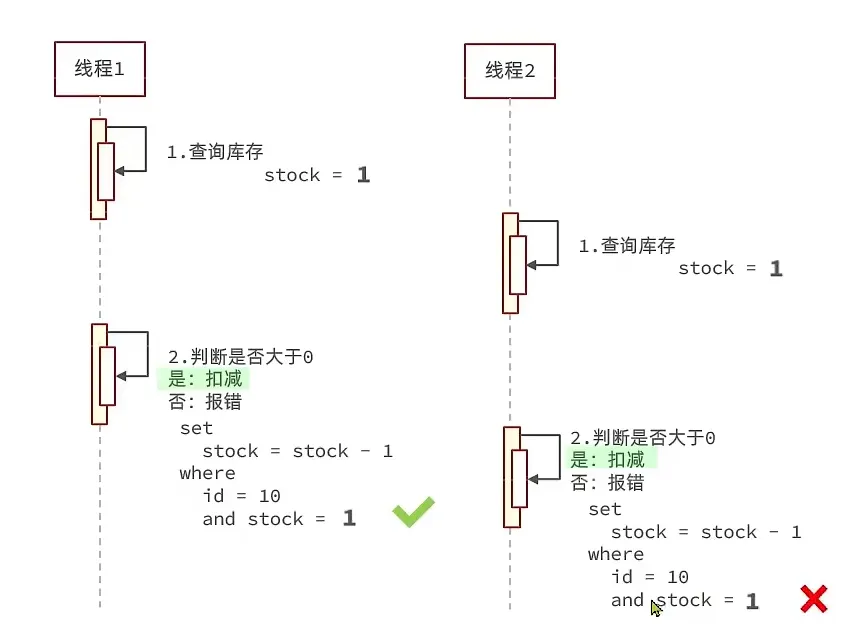 线程1
1.查询库存
stock = 1
2.判断是否大于0
是: 扣减
否: 报错
set
stock = stock - 1
where
id = 10
and stock = 1
线程2
1.查询库存
stock = 1
2.判断是否大于0
是: 扣减
否: 报错
set
stock = stock - 1
where
id = 10
and stock = 1